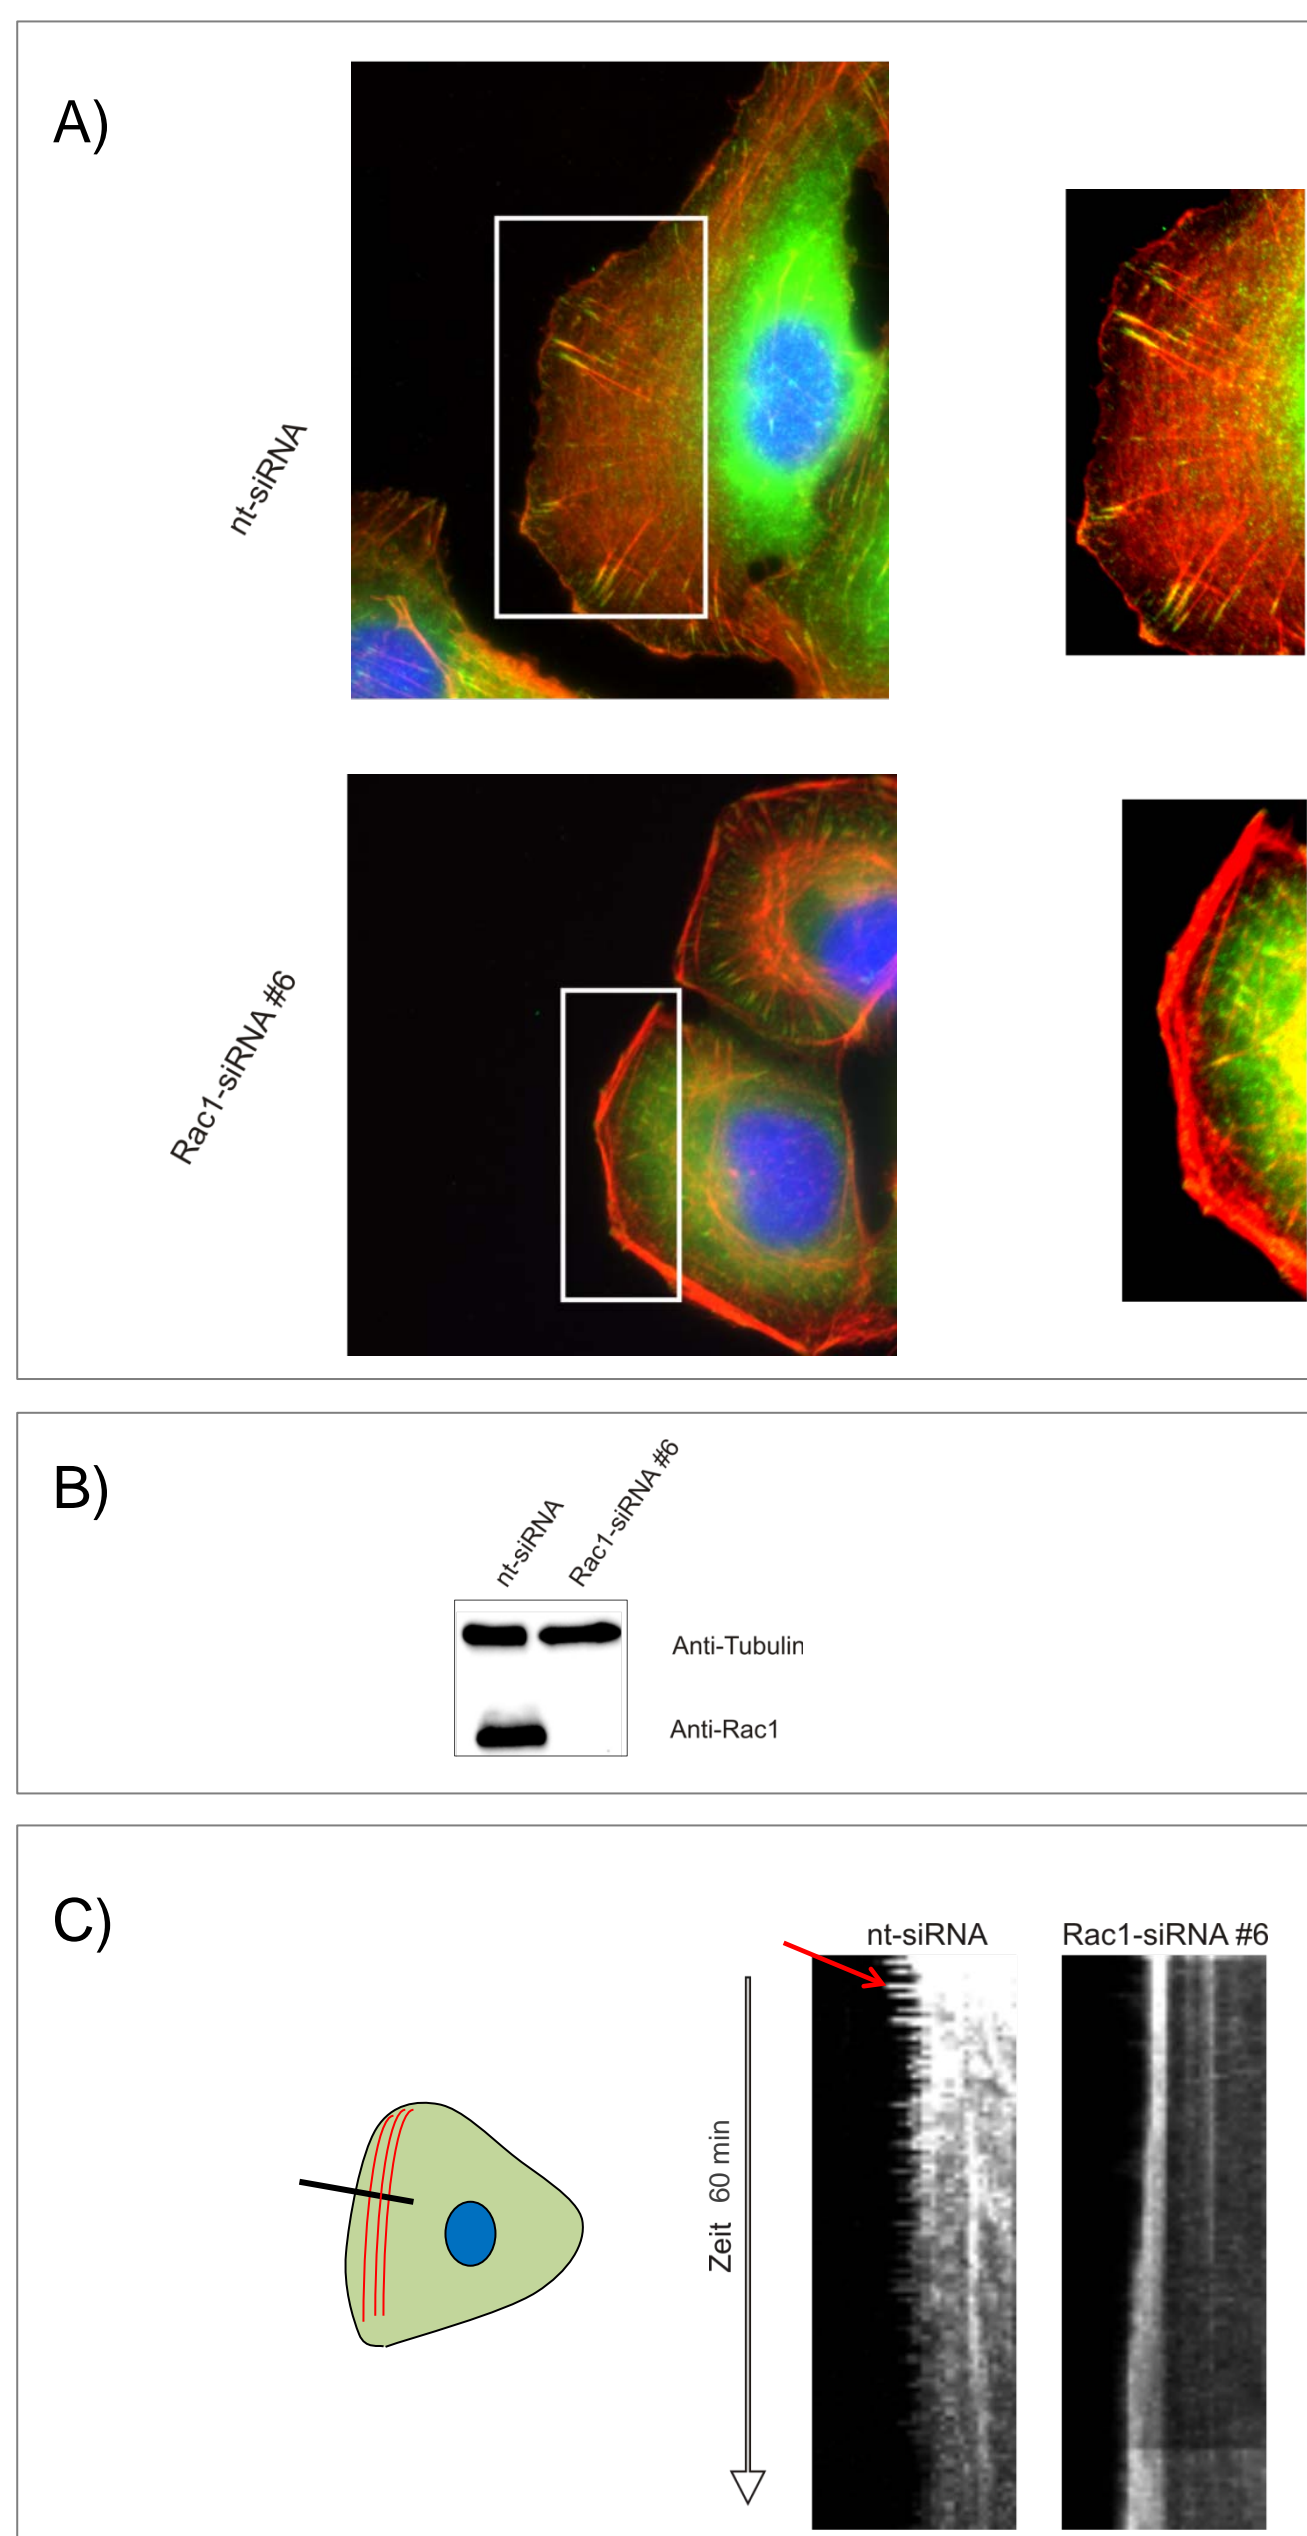 A)
nt-siRNA
Rac1-siRNA #6
B)
nt-siRNA
Rac1-siRNA #6
Anti-Tubulin
Anti-Rac1
C)
nt-siRNA
Rac1-siRNA #6
Zeit 60 min